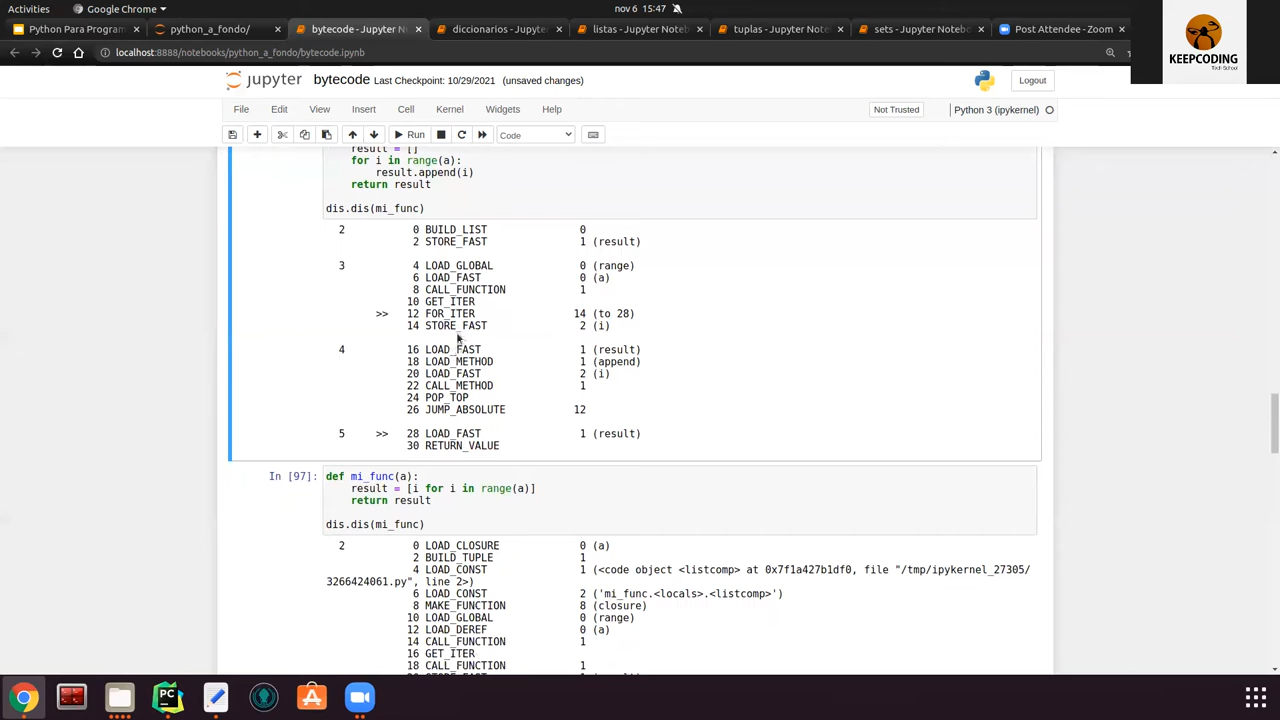 Activities
Google Chrome
nov 6 15:47
Python Para Program
python_a_fondo/
bytecode - Jupyter N
diccionarios - Jupyter
listas - Jupyter Noteb
tuplas - Jupyter Noteb
sets - Jupyter Notebo
Post Attendee - Zoom
localhost:8888/notebooks/python_a_fondo/bytecode.ipynb
KEEPCODING
Tech School
jupyter bytecode Last Checkpoint: 10/29/2021 (unsaved changes)
Logout
File Edit View Insert Cell Kernel Widgets Help
Not Trusted
Python 3 (ipykernel)
Run
Code
result = []
for i in range(a):
result.append(i)
return result
dis.dis(mi_func)
2 0 BUILD_LIST 0
2 STORE_FAST 1 (result)
3 4 LOAD_GLOBAL 0 (range)
6 LOAD_FAST 0 (a)
8 CALL_FUNCTION 1
10 GET_ITER
>> 12 FOR_ITER 14 (to 28)
14 STORE_FAST 2 (i)
4 16 LOAD_FAST 1 (result)
18 LOAD_METHOD 1 (append)
20 LOAD_FAST 2 (i)
22 CALL_METHOD 1
24 POP_TOP
26 JUMP_ABSOLUTE 12
5 >> 28 LOAD_FAST 1 (result)
30 RETURN_VALUE
In [97]: def mi_func(a):
result = [i for i in range(a)]
return result
dis.dis(mi_func)
2 0 LOAD_CLOSURE 0 (a)
2 BUILD_TUPLE 1
4 LOAD_CONST 1 (<code object <listcomp> at 0x7f1a427b1df0, file "/tmp/ipykernel_27305/
3266424061.py", line 2>)
6 LOAD_CONST 2 ('mi_func.<locals>.<listcomp>')
8 MAKE_FUNCTION 8 (closure)
10 LOAD_GLOBAL 0 (range)
12 LOAD_DEREF 0 (a)
14 CALL_FUNCTION 1
16 GET_ITER
18 CALL_FUNCTION 1
PC